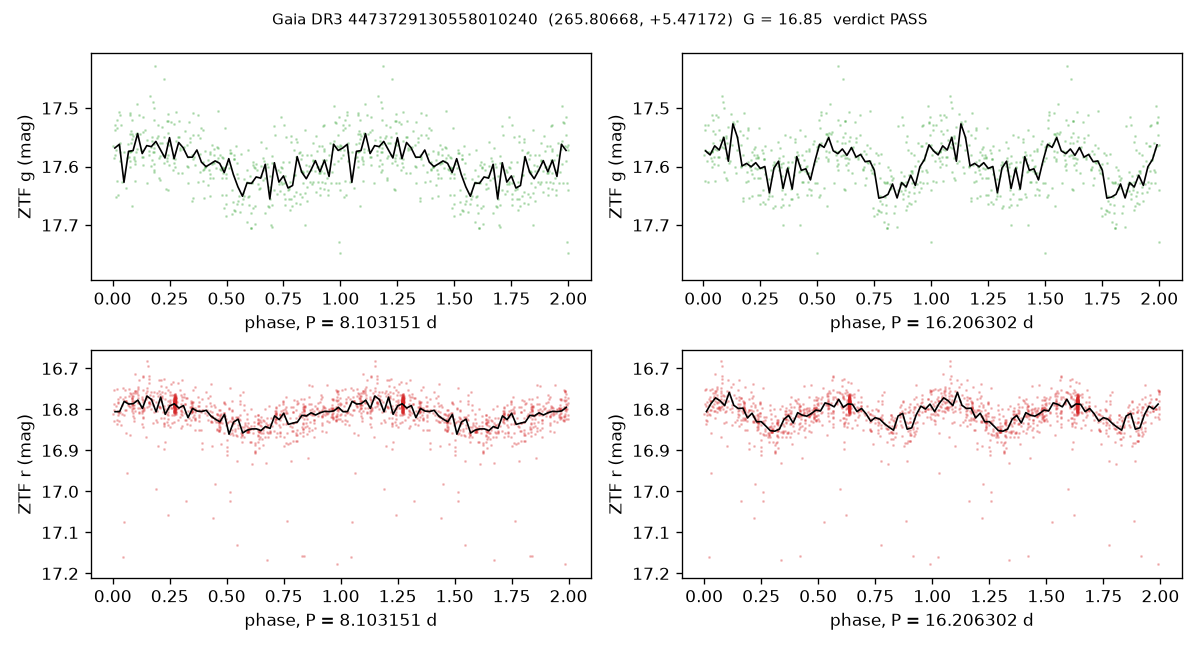 Gaia DR3 4473729130558010240 (265.80668, +5.47172) G = 16.85 verdict PASS
ZTF g (mag)
17.5
17.6
17.7
0.00 0.25 0.50 0.75 1.00 1.25 1.50 1.75 2.00
phase, P = 8.103151 d
ZTF g (mag)
17.5
17.6
17.7
0.00 0.25 0.50 0.75 1.00 1.25 1.50 1.75 2.00
phase, P = 16.206302 d
ZTF r (mag)
16.7
16.8
16.9
17.0
17.1
17.2
0.00 0.25 0.50 0.75 1.00 1.25 1.50 1.75 2.00
phase, P = 8.103151 d
ZTF r (mag)
16.7
16.8
16.9
17.0
17.1
17.2
0.00 0.25 0.50 0.75 1.00 1.25 1.50 1.75 2.00
phase, P = 16.206302 d